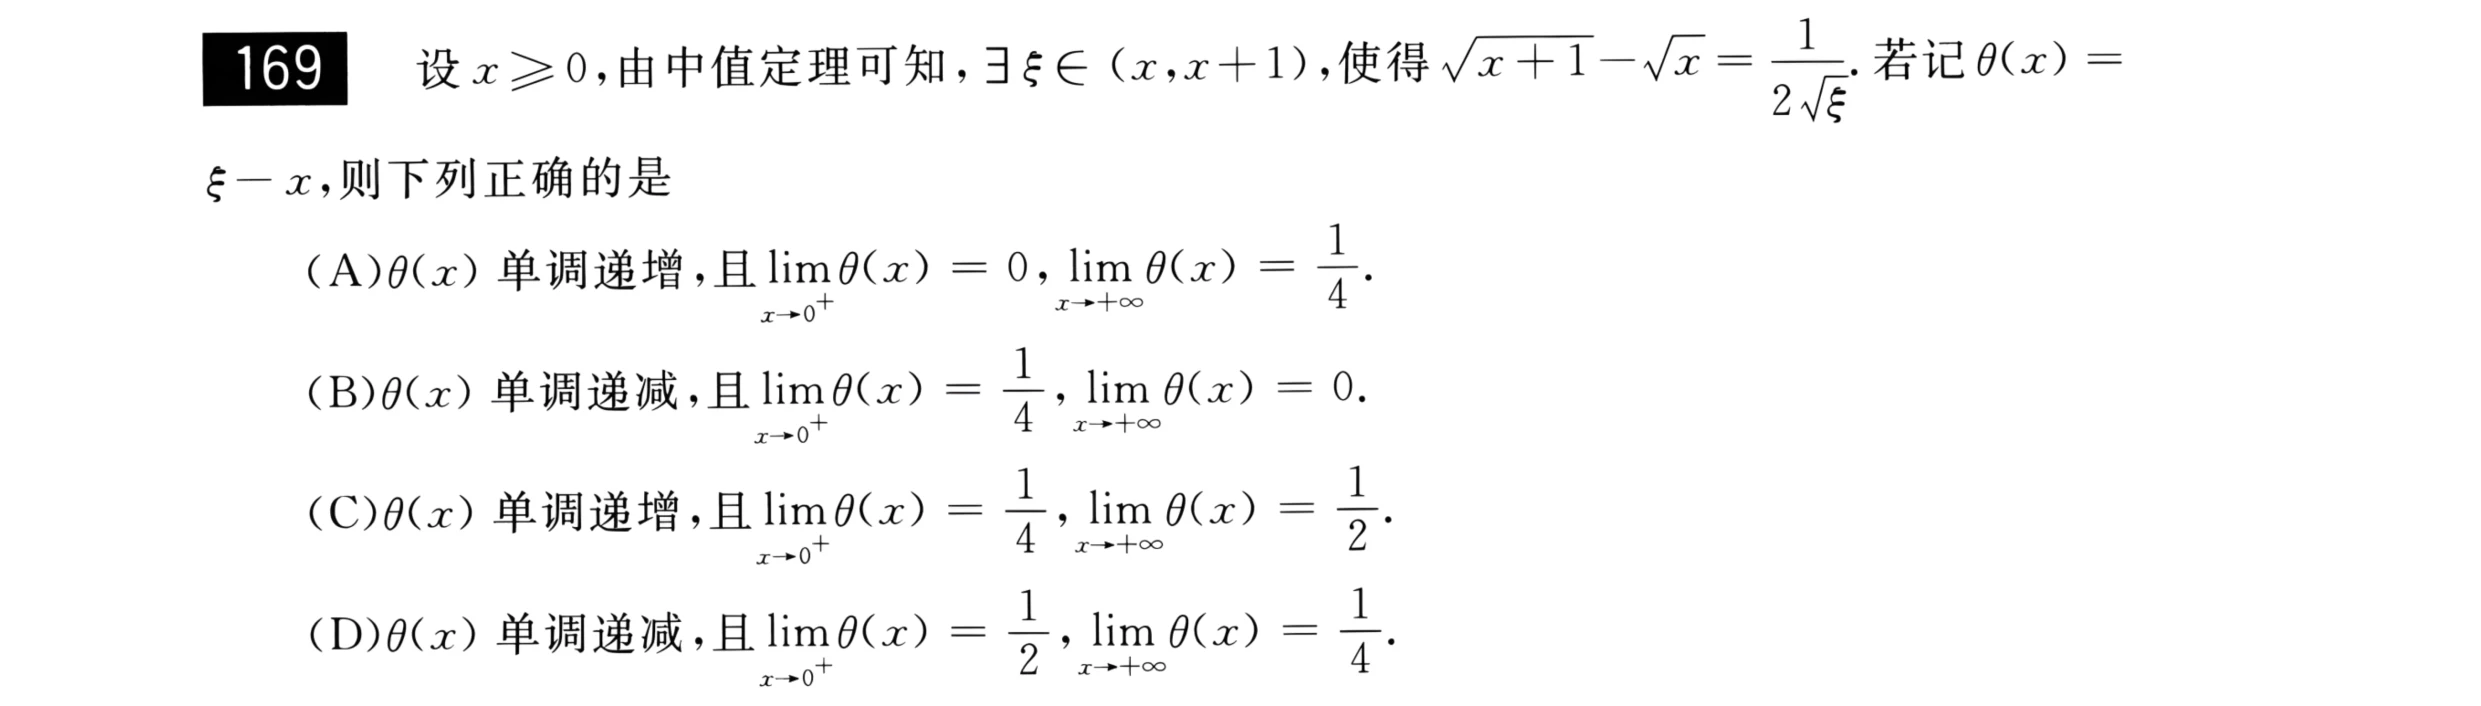 169 设 x ⩾ 0,由中值定理可知,∃ ξ ∈ (x,x+1),使得 √(x+1) − √x = 1/(2√ξ). 若记 θ(x) =
ξ − x,则下列正确的是
(A)θ(x) 单调递增,且 lim_{x→0⁺} θ(x) = 0, lim_{x→+∞} θ(x) = 1/4.
(B)θ(x) 单调递减,且 lim_{x→0⁺} θ(x) = 1/4, lim_{x→+∞} θ(x) = 0.
(C)θ(x) 单调递增,且 lim_{x→0⁺} θ(x) = 1/4, lim_{x→+∞} θ(x) = 1/2.
(D)θ(x) 单调递减,且 lim_{x→0⁺} θ(x) = 1/2, lim_{x→+∞} θ(x) = 1/4.